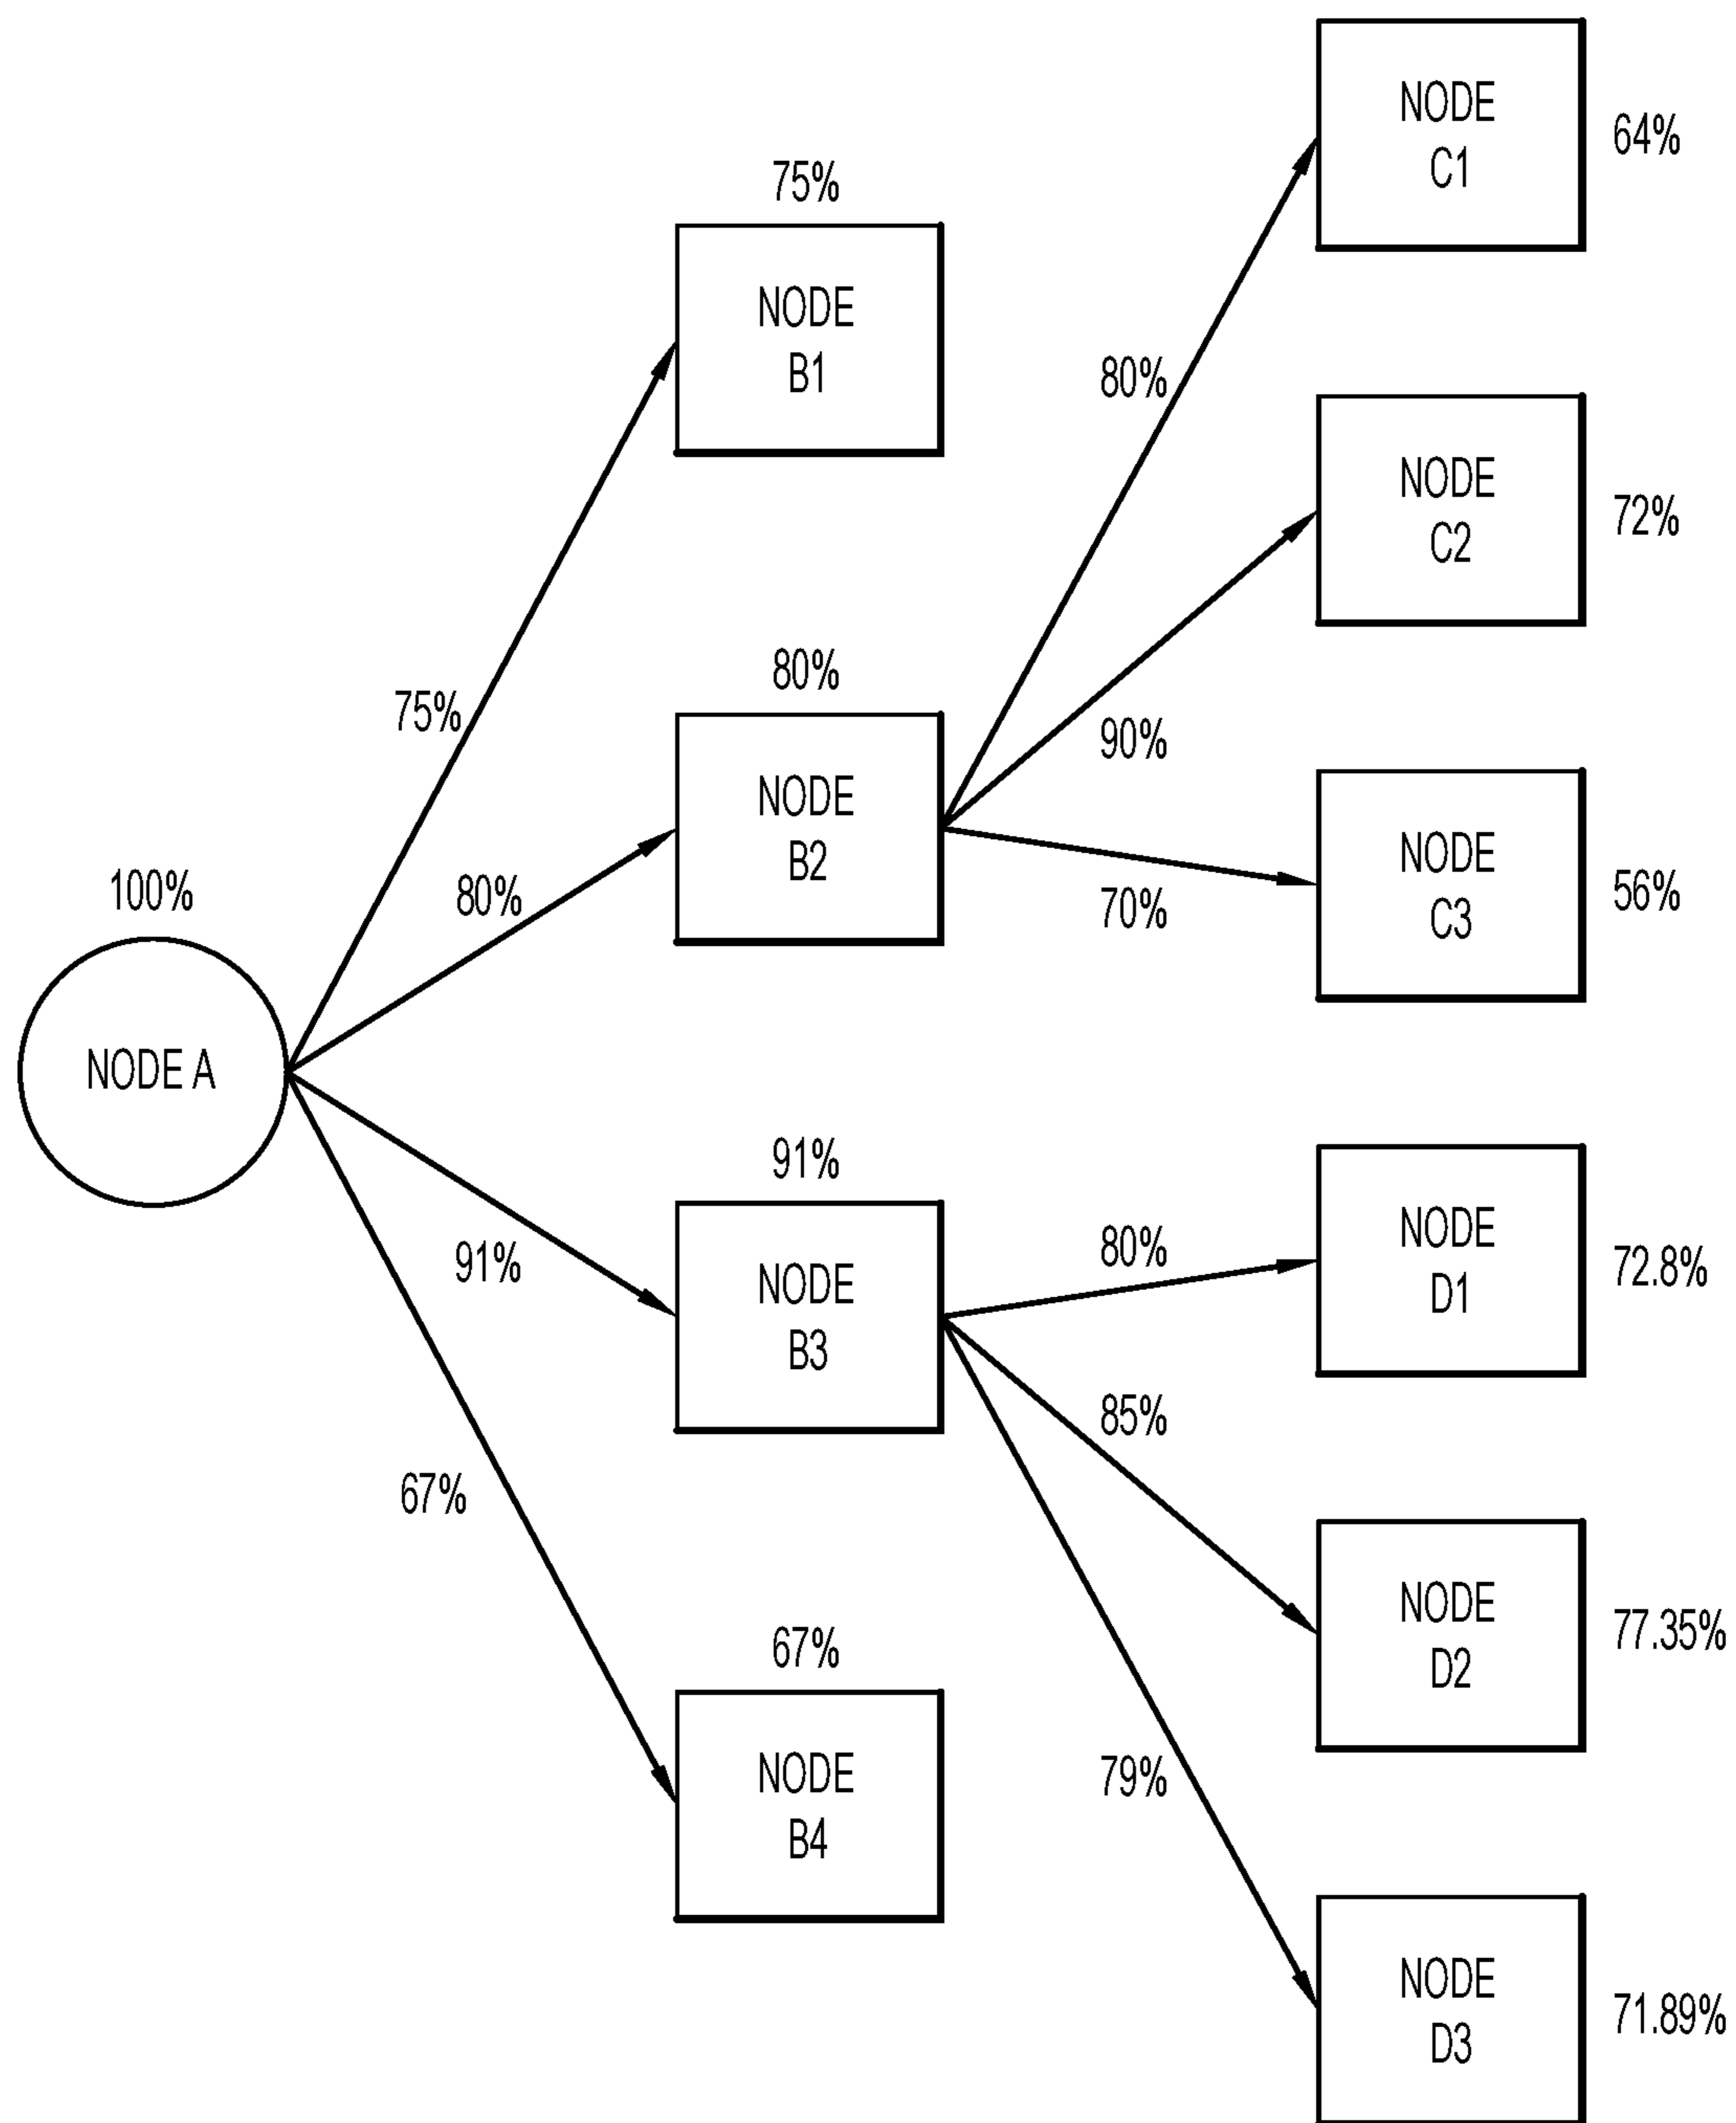 100%
NODE A
75%
80%
91%
67%
75%
NODE
B1
80%
NODE
B2
91%
NODE
B3
67%
NODE
B4
80%
90%
70%
80%
85%
79%
NODE
C1
64%
NODE
C2
72%
NODE
C3
56%
NODE
D1
72.8%
NODE
D2
77.35%
NODE
D3
71.89%